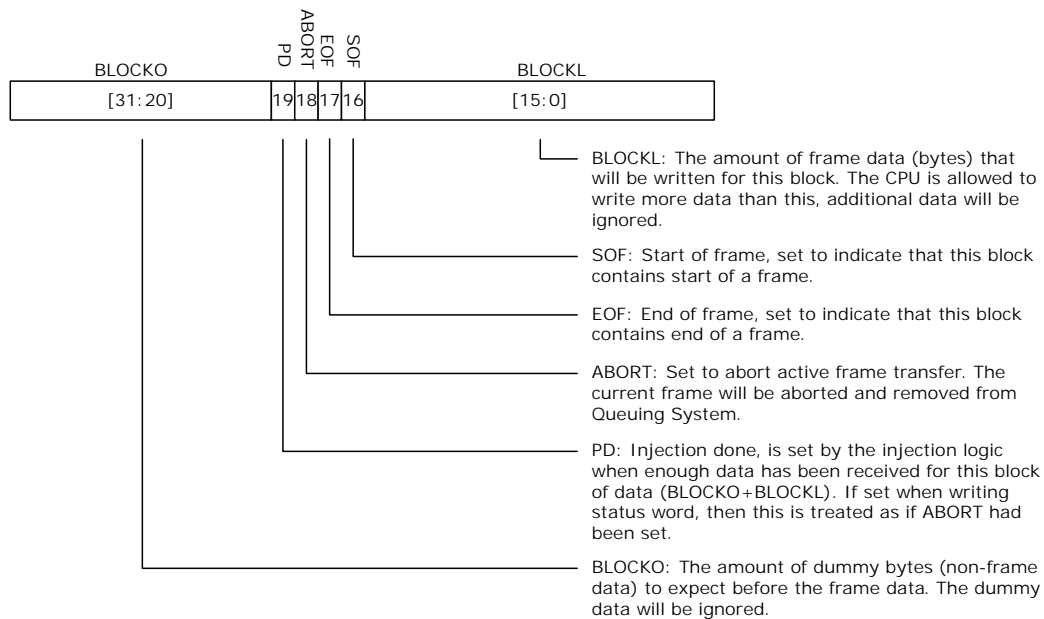 PD
ABORT
EOF
SOF
BLOCKO
BLOCKL
[31:20]
19
18
17
16
[15:0]
BLOCKL: The amount of frame data (bytes) that
will be written for this block. The CPU is allowed to
write more data than this, additional data will be
ignored.
SOF: Start of frame, set to indicate that this block
contains start of a frame.
EOF: End of frame, set to indicate that this block
contains end of a frame.
ABORT: Set to abort active frame transfer. The
current frame will be aborted and removed from
Queuing System.
PD: Injection done, is set by the injection logic
when enough data has been received for this block
of data (BLOCKO+BLOCKL). If set when writing
status word, then this is treated as if ABORT had
been set.
BLOCKO: The amount of dummy bytes (non-frame
data) to expect before the frame data. The dummy
data will be ignored.